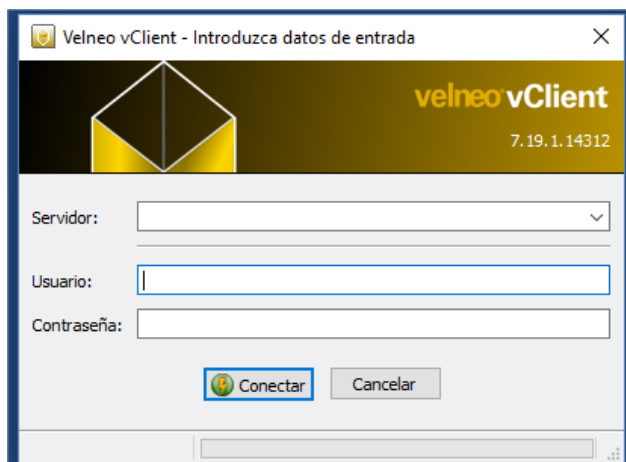 Velneo vClient - Introduzca datos de entrada
velneo vClient
7.19.1.14312
Servidor:
Usuario:
Contraseña:
Conectar Cancelar